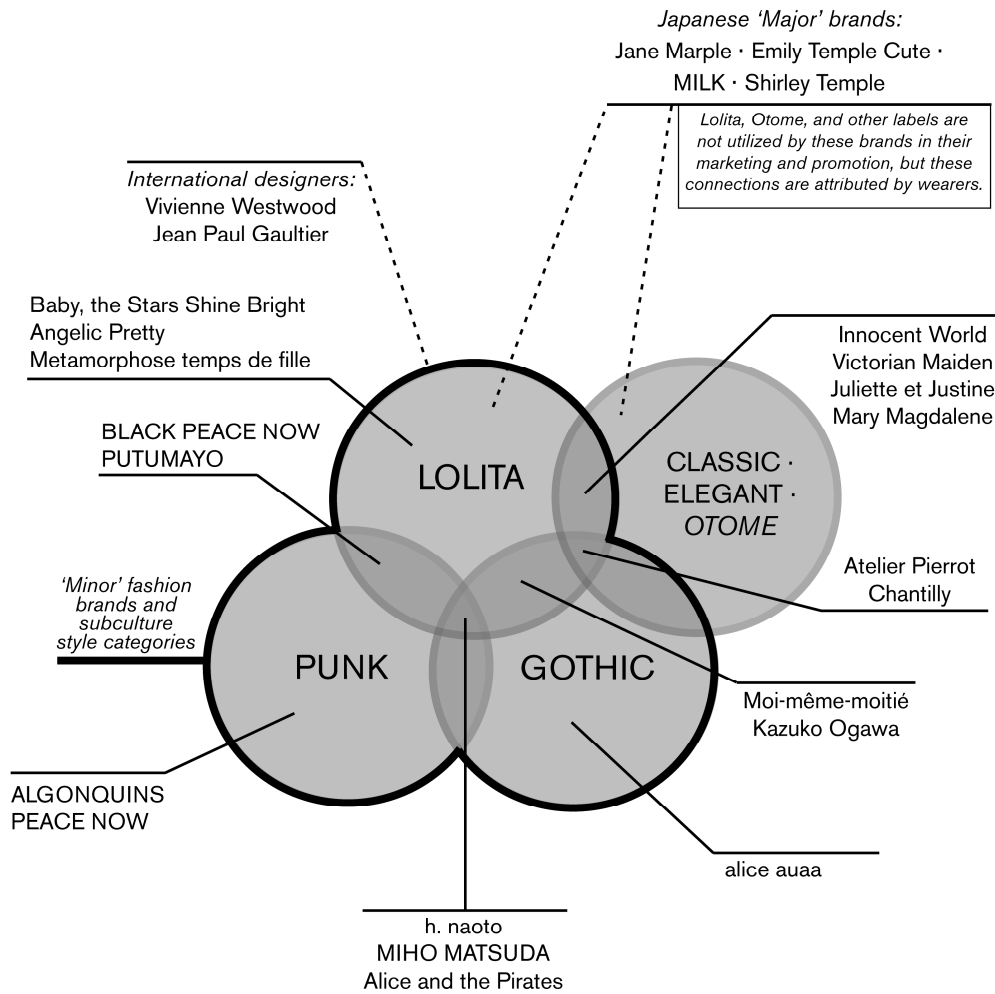 Japanese ‘Major’ brands:
Jane Marple · Emily Temple Cute ·
MILK · Shirley Temple
Lolita, Otome, and other labels are
not utilized by these brands in their
marketing and promotion, but these
connections are attributed by wearers.
International designers:
Vivienne Westwood
Jean Paul Gaultier
Baby, the Stars Shine Bright
Angelic Pretty
Metamorphose temps de fille
Innocent World
Victorian Maiden
Juliette et Justine
Mary Magdalene
BLACK PEACE NOW
PUTUMAYO
LOLITA
CLASSIC ·
ELEGANT ·
OTOME
‘Minor’ fashion
brands and
subculture
style categories
Atelier Pierrot
Chantilly
PUNK
GOTHIC
Moi-même-moitié
Kazuko Ogawa
ALGONQUINS
PEACE NOW
alice auaa
h. naoto
MIHO MATSUDA
Alice and the Pirates